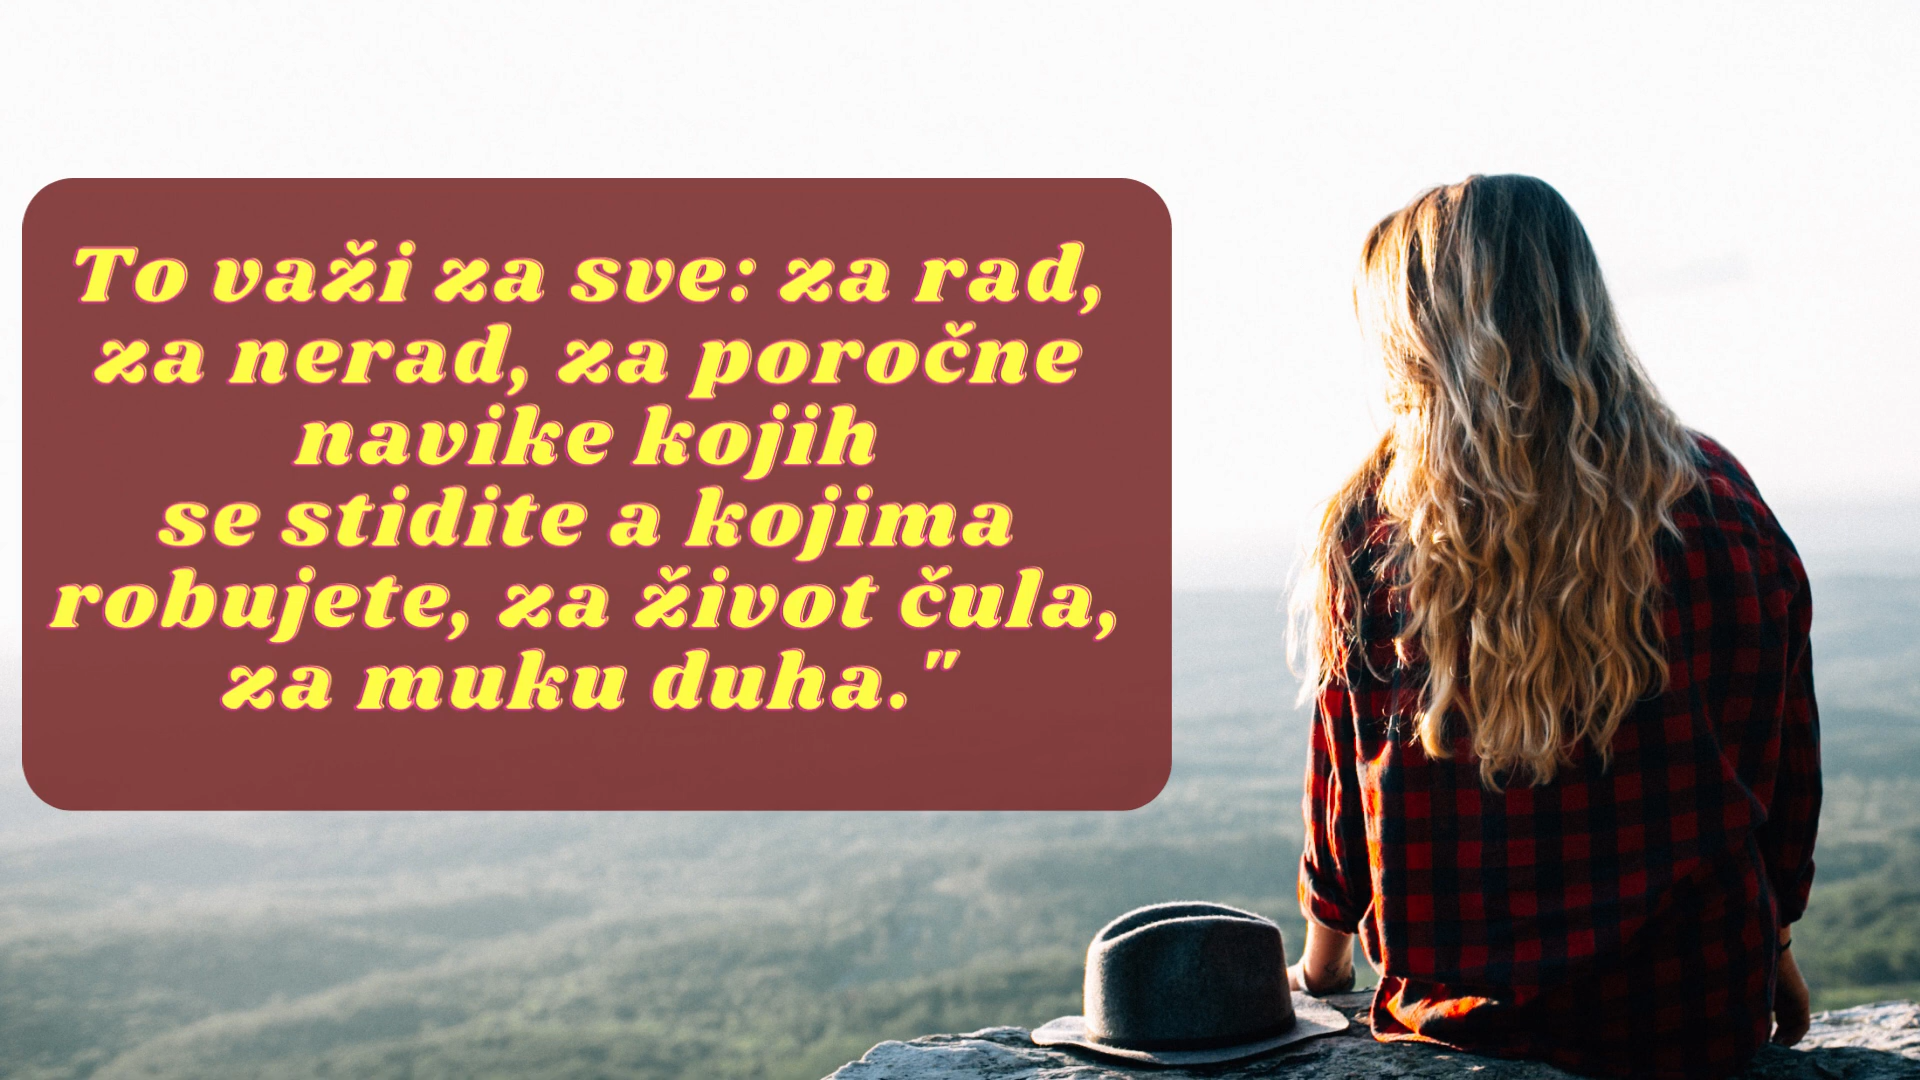 To važi za sve: za rad,
za nerad, za poročne
navike kojih
se stidite a kojima
robujete, za život čula,
za muku duha."